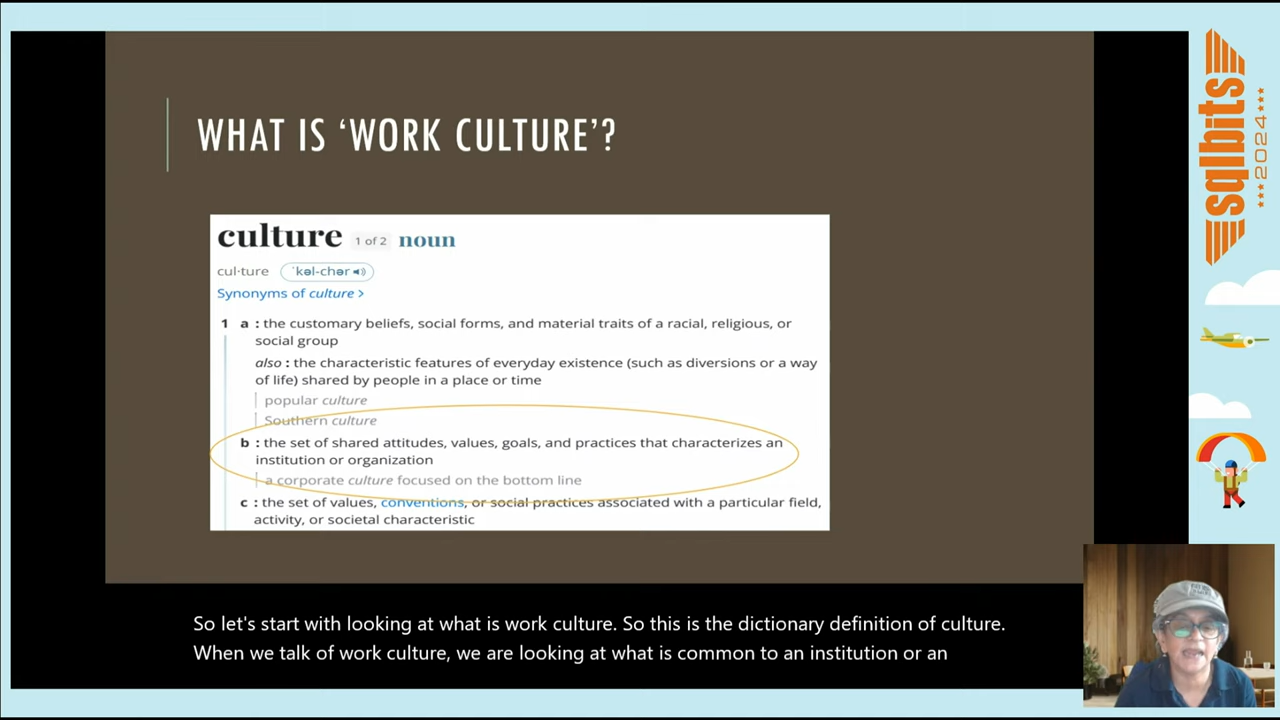 WHAT IS ‘WORK CULTURE’?
culture 1 of 2 noun
cul·​ture ˈkəl-chər
Synonyms of culture >
1 a : the customary beliefs, social forms, and material traits of a racial, religious, or
social group
also : the characteristic features of everyday existence (such as diversions or a way
of life) shared by people in a place or time
popular culture
Southern culture
b : the set of shared attitudes, values, goals, and practices that characterizes an
institution or organization
a corporate culture focused on the bottom line
c : the set of values, conventions, or social practices associated with a particular field,
activity, or societal characteristic
So let's start with looking at what is work culture. So this is the dictionary definition of culture.
When we talk of work culture, we are looking at what is common to an institution or an
sqlbits
2024